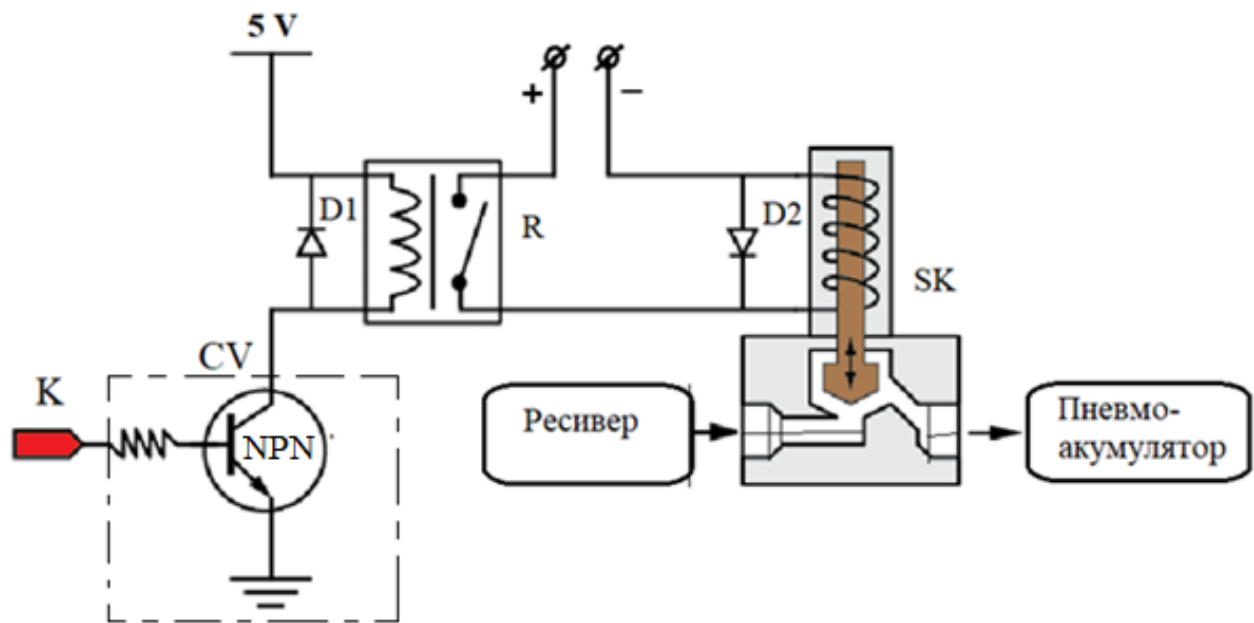 5 V
+
–
D1
R
D2
SK
CV
K
NPN
Ресивер
Пневмо-
акумулятор